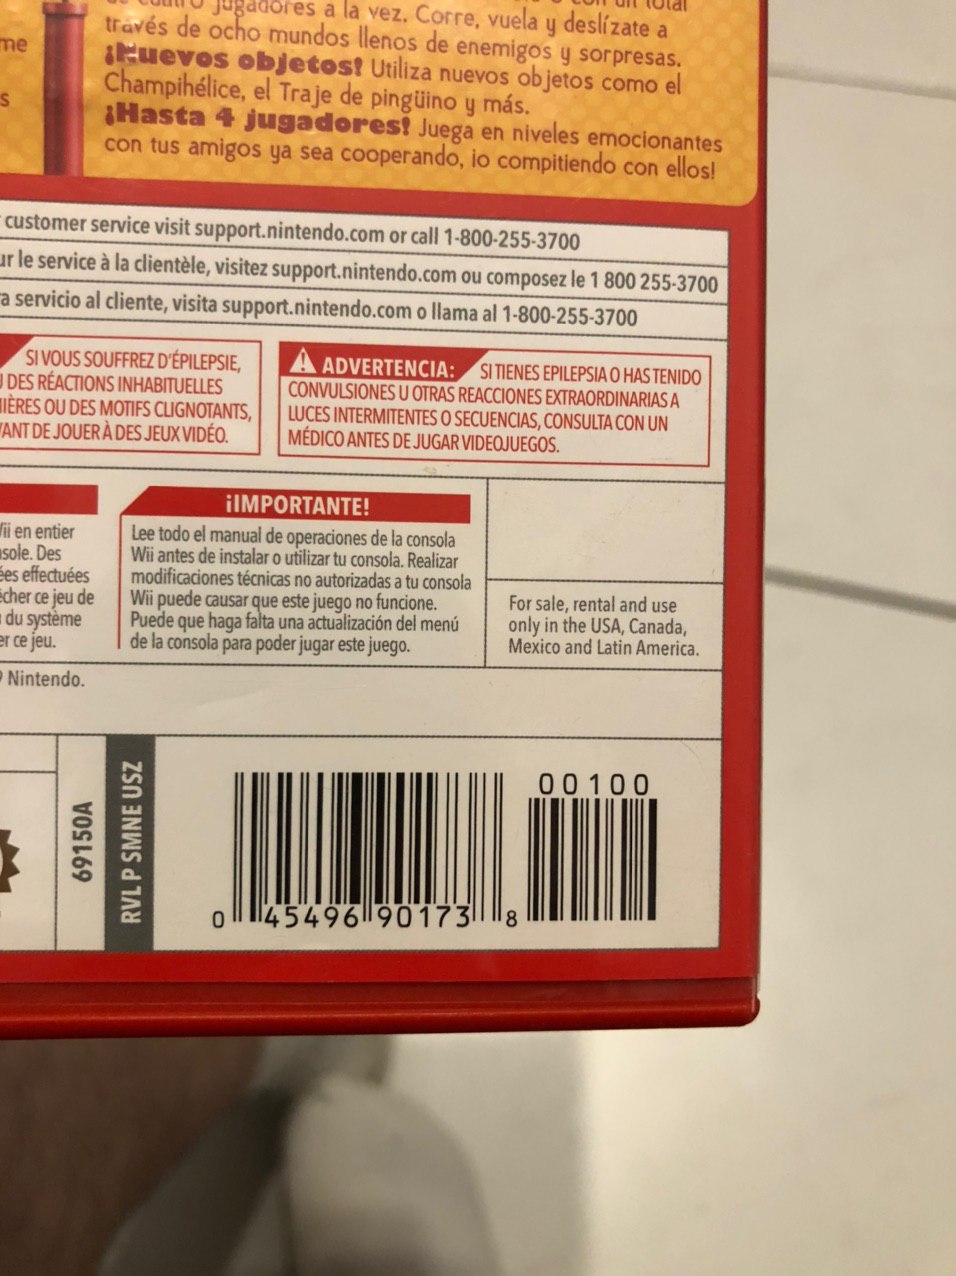 jugadores a la vez. Corre, vuela y deslízate a
través de ocho mundos llenos de enemigos y sorpresas.
¡Nuevos objetos! Utiliza nuevos objetos como el
Champihélice, el Traje de pingüino y más.
¡Hasta 4 jugadores! Juega en niveles emocionantes
con tus amigos ya sea cooperando, ¡o compitiendo con ellos!
customer service visit support.nintendo.com or call 1-800-255-3700
ur le service à la clientèle, visitez support.nintendo.com ou composez le 1 800 255-3700
a servicio al cliente, visita support.nintendo.com o llama al 1-800-255-3700
SI VOUS SOUFFREZ D'ÉPILEPSIE,
DES RÉACTIONS INHABITUELLES
IÈRES OU DES MOTIFS CLIGNOTANTS,
ANT DE JOUER À DES JEUX VIDÉO.
ADVERTENCIA: SI TIENES EPILEPSIA O HAS TENIDO
CONVULSIONES U OTRAS REACCIONES EXTRAORDINARIAS A
LUCES INTERMITENTES O SECUENCIAS, CONSULTA CON UN
MÉDICO ANTES DE JUGAR VIDEOJUEGOS.
ii en entier
sole. Des
ées effectuées
cher ce jeu de
du système
er ce jeu.
¡IMPORTANTE!
Lee todo el manual de operaciones de la consola
Wii antes de instalar o utilizar tu consola. Realizar
modificaciones técnicas no autorizadas a tu consola
Wii puede causar que este juego no funcione.
Puede que haga falta una actualización del menú
de la consola para poder jugar este juego.
For sale, rental and use
only in the USA, Canada,
Mexico and Latin America.
Nintendo.
69150A
RVL P SMNE USZ
00100
0 45496 90173 8